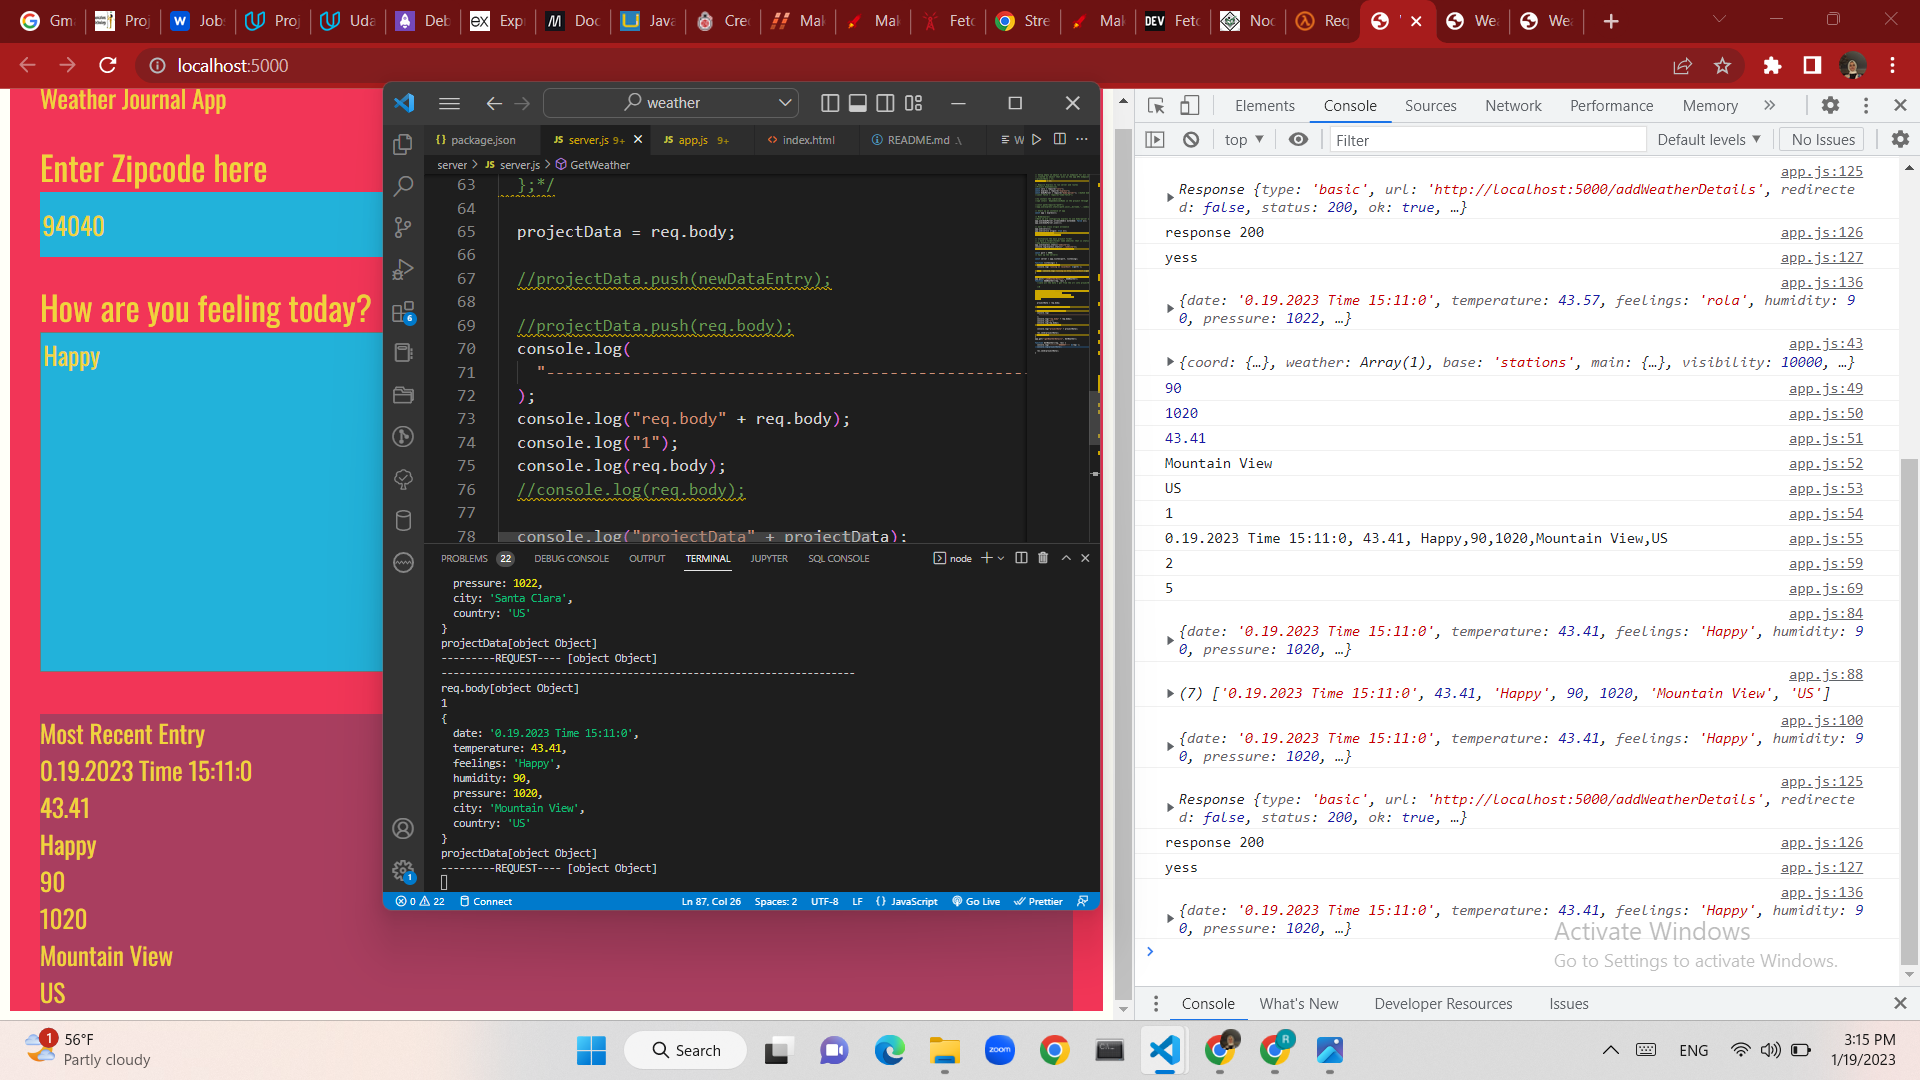 Gm
Proj
Jobs
Proj
Uda
Deb
Exp
Doc
Java
Cre
Mak
Mak
Fetc
Stre
Mak
Fetc
Noc
Req
We
We
localhost:5000
Weather Journal App
Enter Zipcode here
94040
How are you feeling today?
Happy
Most Recent Entry
0.19.2023 Time 15:11:0
43.41
Happy
90
1020
Mountain View
US
weather
package.json
server.js 9+
app.js 9+
index.html
README.md .\
W
server > JS server.js > GetWeather
63 };*/
64
65 projectData = req.body;
66
67 //projectData.push(newDataEntry);
68
69 //projectData.push(req.body);
70 console.log(
71 "--------------------------------------------------
72 );
73 console.log("req.body" + req.body);
74 console.log("1");
75 console.log(req.body);
76 //console.log(req.body);
77
78 console.log("projectData" + projectData);
PROBLEMS 22 DEBUG CONSOLE OUTPUT TERMINAL JUPYTER SQL CONSOLE node
pressure: 1022,
city: 'Santa Clara',
country: 'US'
}
projectData[object Object]
---------REQUEST---- [object Object]
---------------------------------------------------------------------
req.body[object Object]
1
{
date: '0.19.2023 Time 15:11:0',
temperature: 43.41,
feelings: 'Happy',
humidity: 90,
pressure: 1020,
city: 'Mountain View',
country: 'US'
}
projectData[object Object]
---------REQUEST---- [object Object]
0 22 Connect Ln 87, Col 26 Spaces: 2 UTF-8 LF {} JavaScript Go Live Prettier
Elements Console Sources Network Performance Memory
top Filter Default levels No Issues
app.js:125
Response {type: 'basic', url: 'http://localhost:5000/addWeatherDetails', redirecte
d: false, status: 200, ok: true, …}
response 200 app.js:126
yess app.js:127
app.js:136
{date: '0.19.2023 Time 15:11:0', temperature: 43.57, feelings: 'rola', humidity: 9
0, pressure: 1022, …}
app.js:43
{coord: {…}, weather: Array(1), base: 'stations', main: {…}, visibility: 10000, …}
90 app.js:49
1020 app.js:50
43.41 app.js:51
Mountain View app.js:52
US app.js:53
1 app.js:54
0.19.2023 Time 15:11:0, 43.41, Happy,90,1020,Mountain View,US app.js:55
2 app.js:59
5 app.js:69
app.js:84
{date: '0.19.2023 Time 15:11:0', temperature: 43.41, feelings: 'Happy', humidity: 9
0, pressure: 1020, …}
app.js:88
(7) ['0.19.2023 Time 15:11:0', 43.41, 'Happy', 90, 1020, 'Mountain View', 'US']
app.js:100
{date: '0.19.2023 Time 15:11:0', temperature: 43.41, feelings: 'Happy', humidity: 9
0, pressure: 1020, …}
app.js:125
Response {type: 'basic', url: 'http://localhost:5000/addWeatherDetails', redirecte
d: false, status: 200, ok: true, …}
response 200 app.js:126
yess app.js:127
app.js:136
{date: '0.19.2023 Time 15:11:0', temperature: 43.41, feelings: 'Happy', humidity: 9
0, pressure: 1020, …}
Activate Windows
Go to Settings to activate Windows.
Console What's New Developer Resources Issues
1
56°F
Partly cloudy
Search
zoom
ENG
3:15 PM
1/19/2023